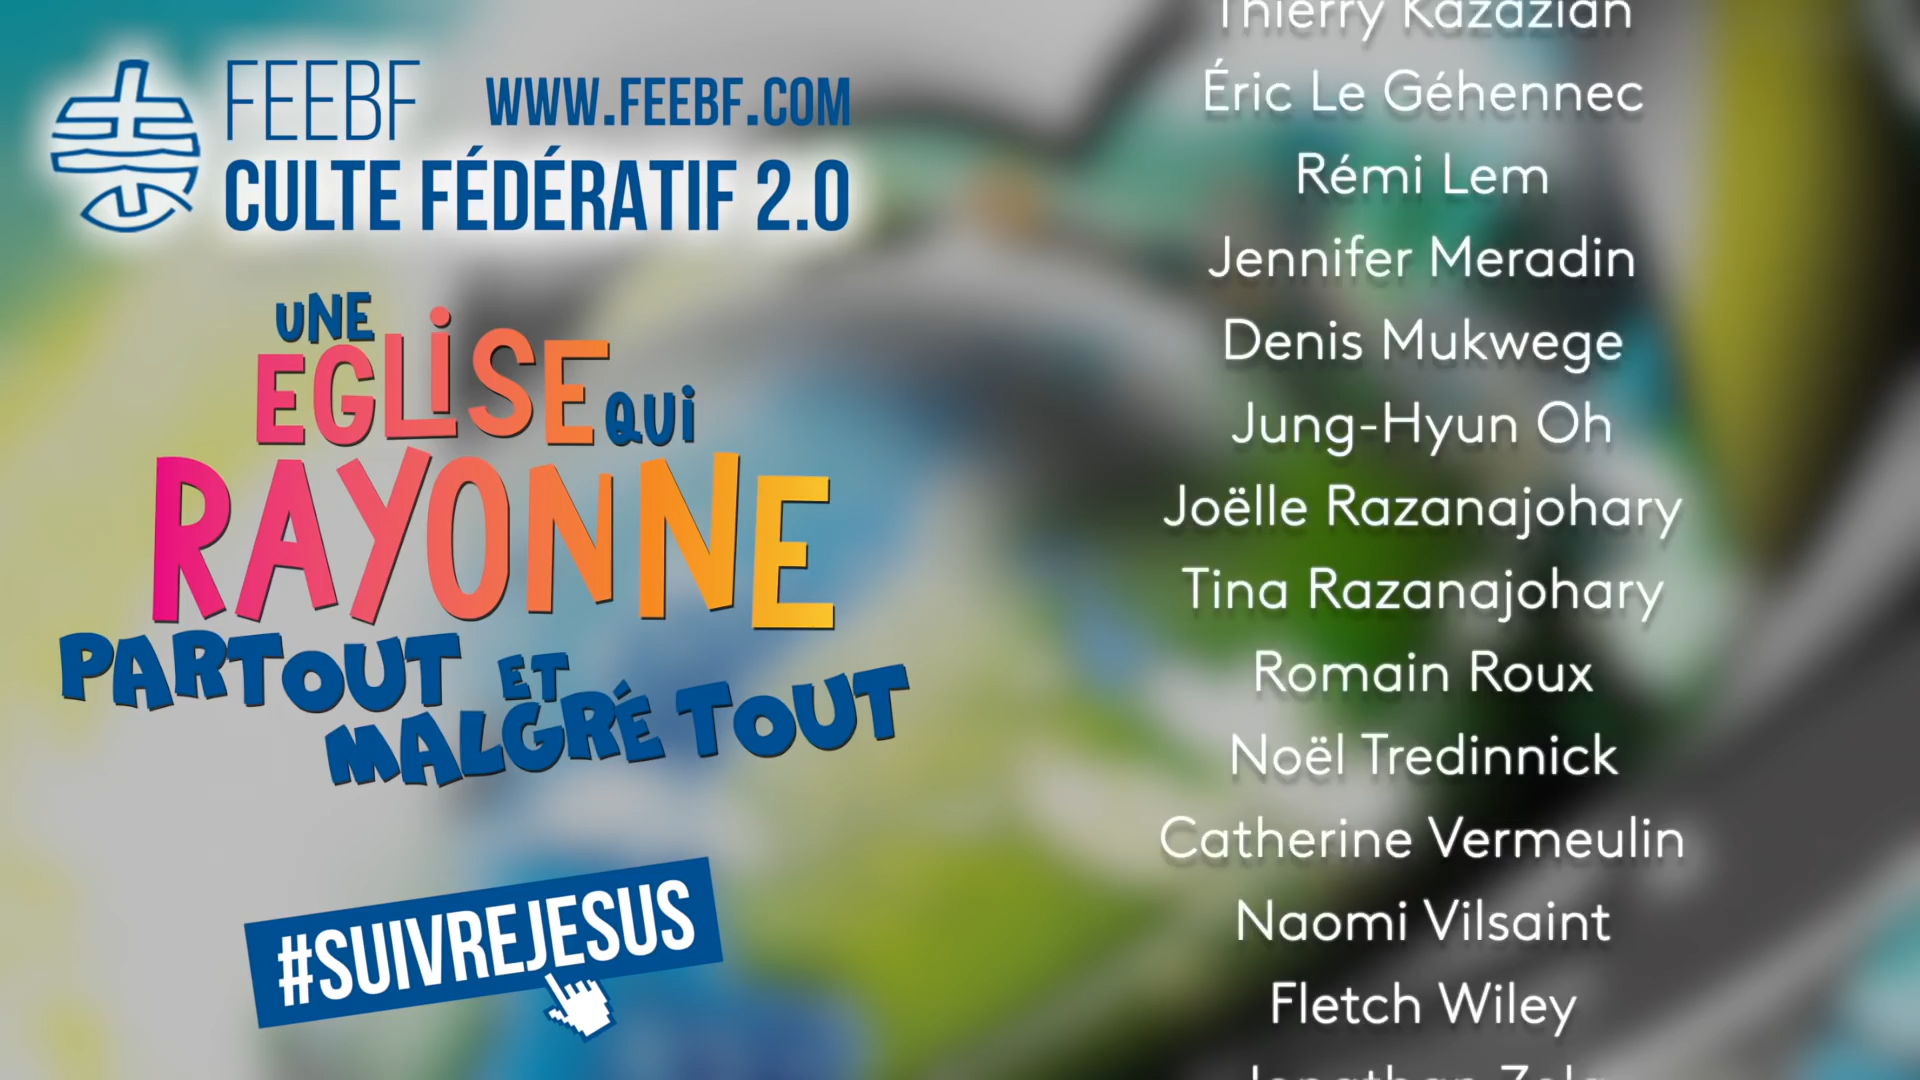 FEEBF
WWW.FEEBF.COM
CULTE FÉDÉRATIF 2.0
UNE
EGLISE QUI
RAYONNE
PARTOUT ET
MALGRÉ TOUT
#SUIVREJESUS
Thierry Kazazian
Éric Le Géhennec
Rémi Lem
Jennifer Meradin
Denis Mukwege
Jung-Hyun Oh
Joëlle Razanajohary
Tina Razanajohary
Romain Roux
Noël Tredinnick
Catherine Vermeulin
Naomi Vilsaint
Fletch Wiley